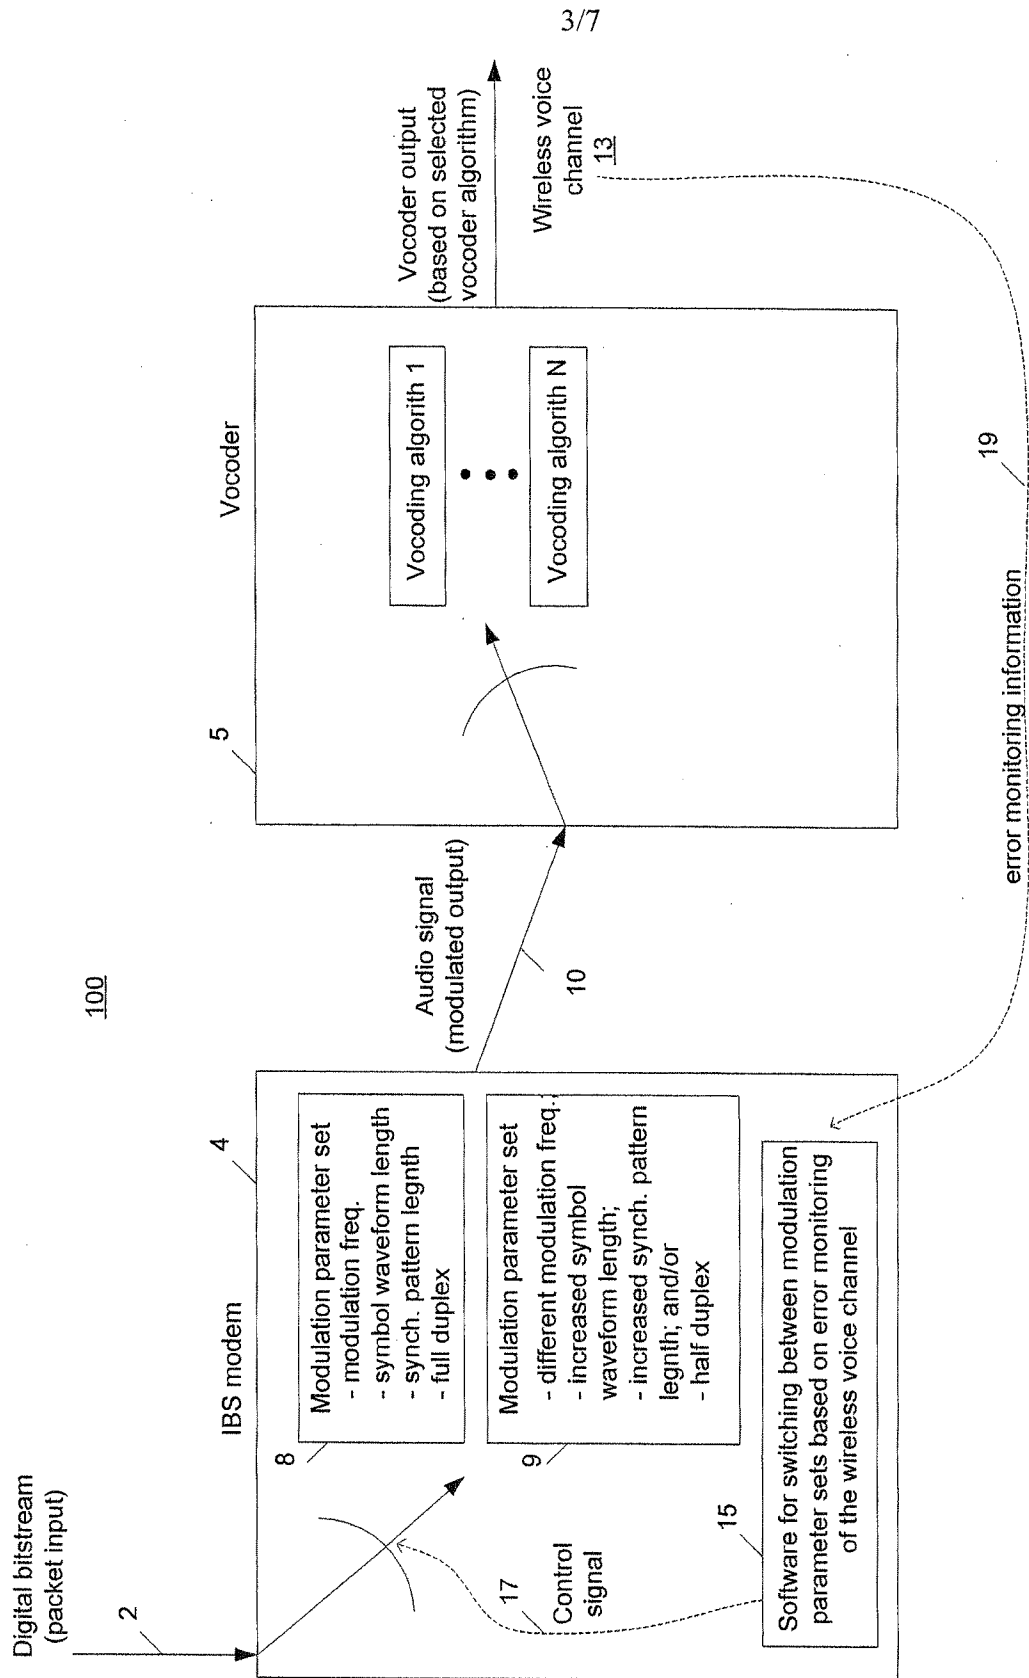 3/7
100
Digital bitstream
(packet input)
2
IBS modem
4
8
Modulation parameter set
- modulation freq.
- symbol waveform length
- synch. pattern legnth
- full duplex
9
Modulation parameter set
- different modulation freq.;
- increased symbol
waveform length;
- increased synch. pattern
legnth; and/or
- half duplex
17
Control
signal
15
Software for switching between modulation
parameter sets based on error monitoring
of the wireless voice channel
Audio signal
(modulated output)
10
5
Vocoder
Vocoding algorith 1
Vocoding algorith N
Vocoder output
(based on selected
vocoder algorithm)
Wireless voice
channel
13
19
error monitoring information